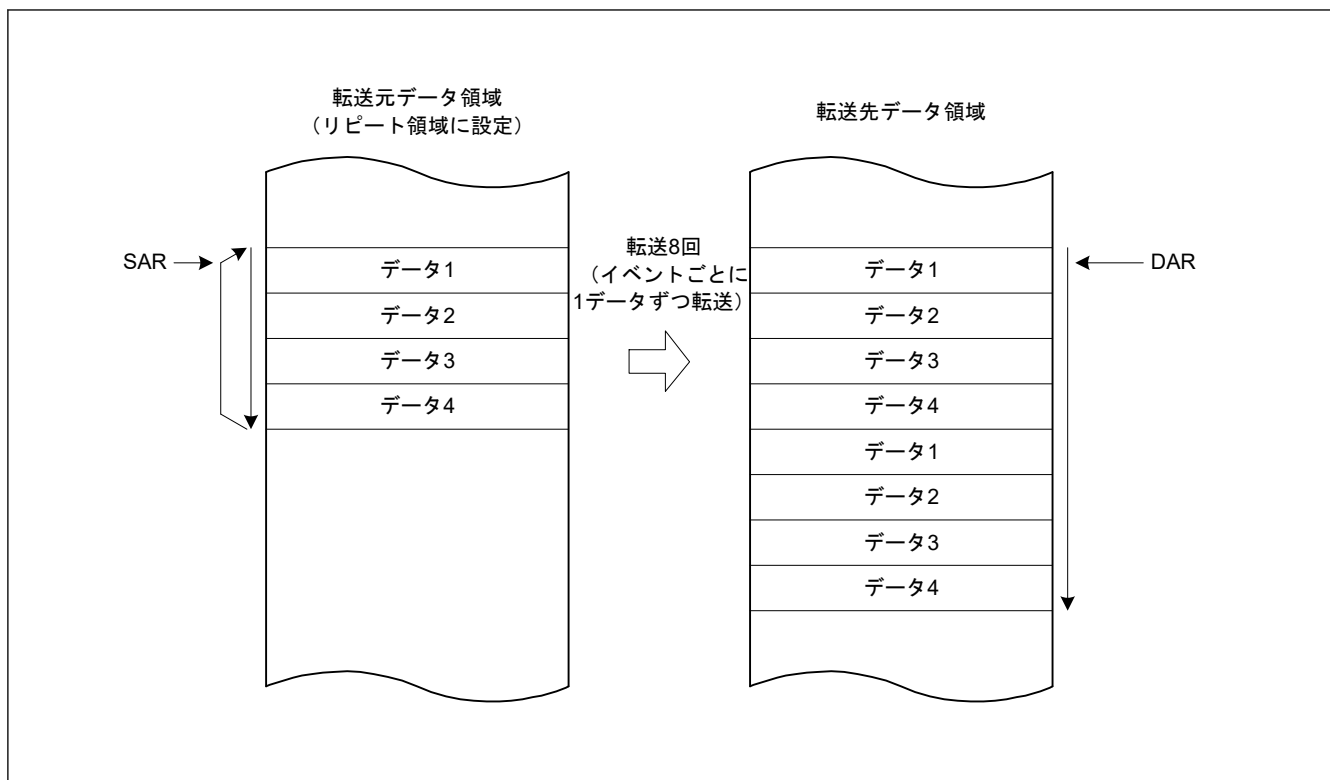 転送元データ領域
（リピート領域に設定）
転送先データ領域
SAR
データ1
データ2
データ3
データ4
転送8回
（イベントごとに
1データずつ転送）
データ1
データ2
データ3
データ4
データ1
データ2
データ3
データ4
DAR